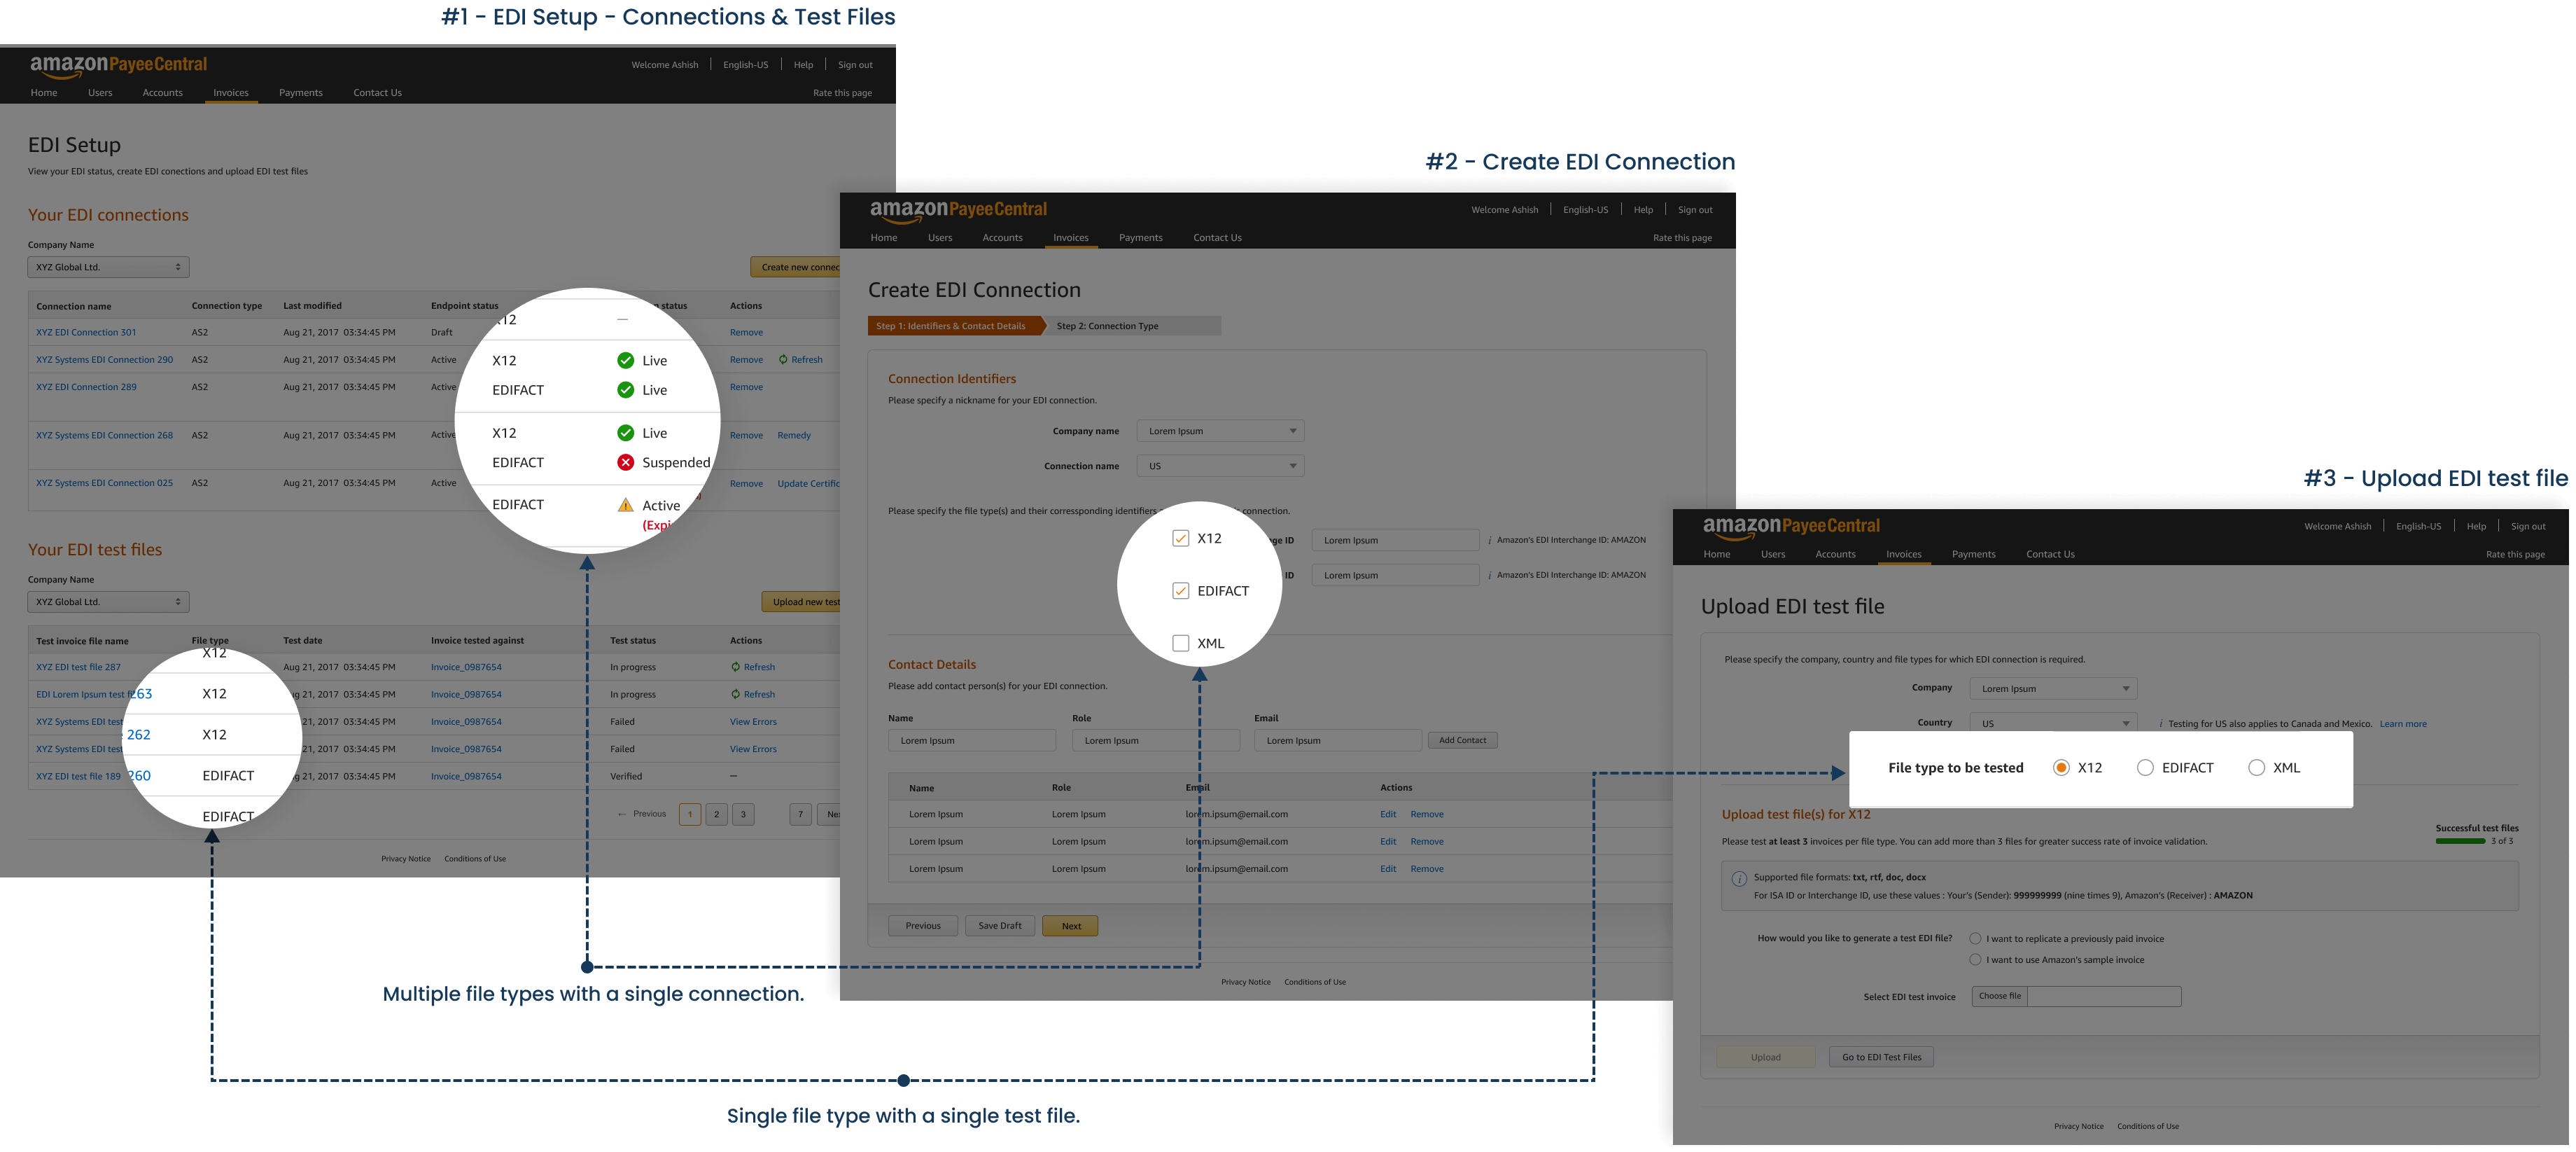 #1 - EDI Setup - Connections & Test Files
amazonPayeeCentral
Welcome Ashish English-US Help Sign out
Home Users Accounts Invoices Payments Contact Us Rate this page
EDI Setup
View your EDI status, create EDI conections and upload EDI test files
Your EDI connections
Company Name
XYZ Global Ltd. Create new connec
Connection name Connection type Last modified Endpoint status status Actions
XYZ EDI Connection 301 AS2 Aug 21, 2017 03:34:45 PM Draft X12 — Remove
XYZ Systems EDI Connection 290 AS2 Aug 21, 2017 03:34:45 PM Active X12 Live Remove Refresh
XYZ EDI Connection 289 AS2 Aug 21, 2017 03:34:45 PM Active EDIFACT Live Remove
XYZ Systems EDI Connection 268 AS2 Aug 21, 2017 03:34:45 PM Active X12 Live Remove Remedy
EDIFACT Suspended
XYZ Systems EDI Connection 025 AS2 Aug 21, 2017 03:34:45 PM Active EDIFACT Active Remove Update Certific
(Expi
Your EDI test files
Company Name
XYZ Global Ltd. Upload new test
Test invoice file name File type Test date Invoice tested against Test status Actions
XYZ EDI test file 287 X12 Aug 21, 2017 03:34:45 PM Invoice_0987654 In progress Refresh
EDI Lorem Ipsum test fi 263 X12 21, 2017 03:34:45 PM Invoice_0987654 In progress Refresh
XYZ Systems EDI test 262 X12 21, 2017 03:34:45 PM Invoice_0987654 Failed View Errors
XYZ Systems EDI test 21, 2017 03:34:45 PM Invoice_0987654 Failed View Errors
XYZ EDI test file 189 260 EDIFACT 21, 2017 03:34:45 PM Invoice_0987654 Verified —
EDIFACT
← Previous 1 2 3 7 Nex
Privacy Notice Conditions of Use
#2 - Create EDI Connection
amazonPayeeCentral
Welcome Ashish English-US Help Sign out
Home Users Accounts Invoices Payments Contact Us Rate this page
Create EDI Connection
Step 1: Identifiers & Contact Details Step 2: Connection Type
Connection Identifiers
Please specify a nickname for your EDI connection.
Company name Lorem Ipsum
Connection name US
Please specify the file type(s) and their corressponding identifiers connection.
X12 ge ID Lorem Ipsum i Amazon's EDI Interchange ID: AMAZON
EDIFACT ID Lorem Ipsum i Amazon's EDI Interchange ID: AMAZON
XML
Contact Details
Please add contact person(s) for your EDI connection.
Name Role Email
Lorem Ipsum Lorem Ipsum Lorem Ipsum Add Contact
Name Role Email Actions
Lorem Ipsum Lorem Ipsum lorem.ipsum@email.com Edit Remove
Lorem Ipsum Lorem Ipsum lorem.ipsum@email.com Edit Remove
Lorem Ipsum Lorem Ipsum lorem.ipsum@email.com Edit Remove
Previous Save Draft Next
Privacy Notice Conditions of Use
#3 - Upload EDI test file
amazonPayeeCentral
Welcome Ashish English-US Help Sign out
Home Users Accounts Invoices Payments Contact Us Rate this page
Upload EDI test file
Please specify the company, country and file types for which EDI connection is required.
Company Lorem Ipsum
Country US i Testing for US also applies to Canada and Mexico. Learn more
File type to be tested X12 EDIFACT XML
Upload test file(s) for X12
Successful test files
Please test at least 3 invoices per file type. You can add more than 3 files for greater success rate of invoice validation. 3 of 3
i Supported file formats: txt, rtf, doc, docx
For ISA ID or Interchange ID, use these values : Your's (Sender): 999999999 (nine times 9), Amazon's (Receiver) : AMAZON
How would you like to generate a test EDI file? I want to replicate a previously paid invoice
I want to use Amazon's sample invoice
Select EDI test invoice Choose file
Upload Go to EDI Test Files
Privacy Notice Conditions of Use
Multiple file types with a single connection.
Single file type with a single test file.